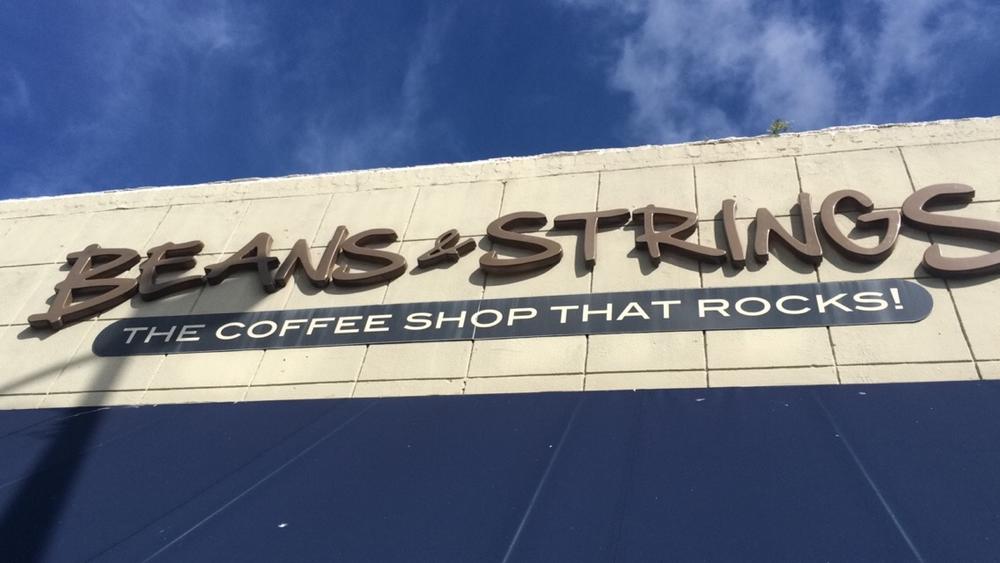 BEANS & STRINGS
THE COFFEE SHOP THAT ROCKS!